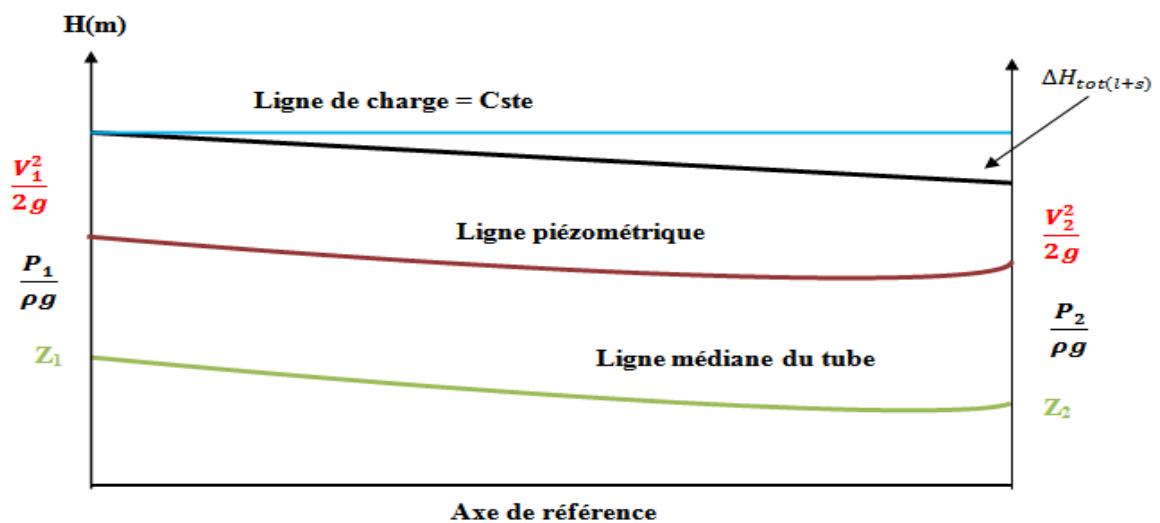 H(m)
ΔH_tot(l+s)
Ligne de charge = Cste
V₁²/2g
Ligne piézométrique
V₂²/2g
P₁/ρg
P₂/ρg
Z₁
Ligne médiane du tube
Z₂
Axe de référence